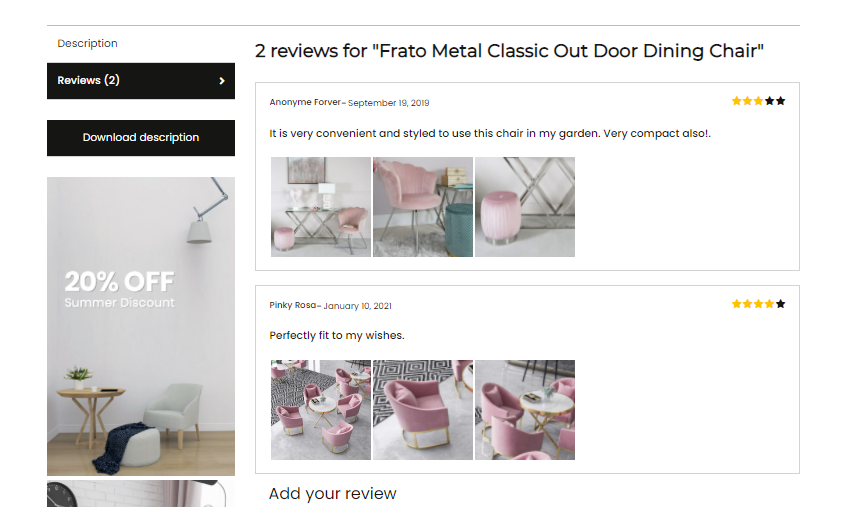 Description
Reviews (2)
Download description
20% OFF
Summer Discount
2 reviews for "Frato Metal Classic Out Door Dining Chair"
Anonyme Forver– September 19, 2019
It is very convenient and styled to use this chair in my garden. Very compact also!.
Pinky Rosa– January 10, 2021
Perfectly fit to my wishes.
Add your review